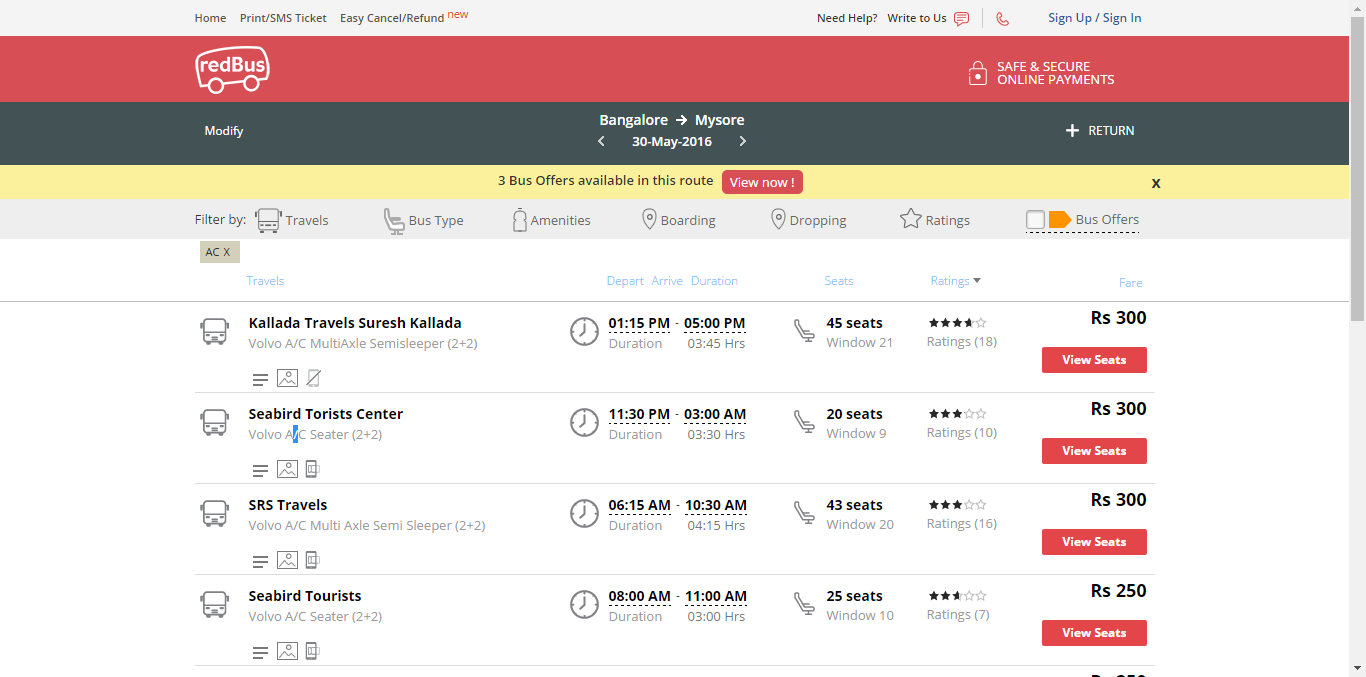 Home Print/SMS Ticket Easy Cancel/Refund new Need Help? Write to Us Sign Up / Sign In
redBus SAFE & SECURE
ONLINE PAYMENTS
Modify Bangalore → Mysore + RETURN
< 30-May-2016 >
3 Bus Offers available in this route View now ! X
Filter by: Travels Bus Type Amenities Boarding Dropping Ratings Bus Offers
AC X
Travels Depart Arrive Duration Seats Ratings Fare
Kallada Travels Suresh Kallada 01:15 PM - 05:00 PM 45 seats Rs 300
Volvo A/C MultiAxle Semisleeper (2+2) Duration 03:45 Hrs Window 21 Ratings (18)
View Seats
Seabird Torists Center 11:30 PM - 03:00 AM 20 seats Rs 300
Volvo A/C Seater (2+2) Duration 03:30 Hrs Window 9 Ratings (10)
View Seats
SRS Travels 06:15 AM - 10:30 AM 43 seats Rs 300
Volvo A/C Multi Axle Semi Sleeper (2+2) Duration 04:15 Hrs Window 20 Ratings (16)
View Seats
Seabird Tourists 08:00 AM - 11:00 AM 25 seats Rs 250
Volvo A/C Seater (2+2) Duration 03:00 Hrs Window 10 Ratings (7)
View Seats